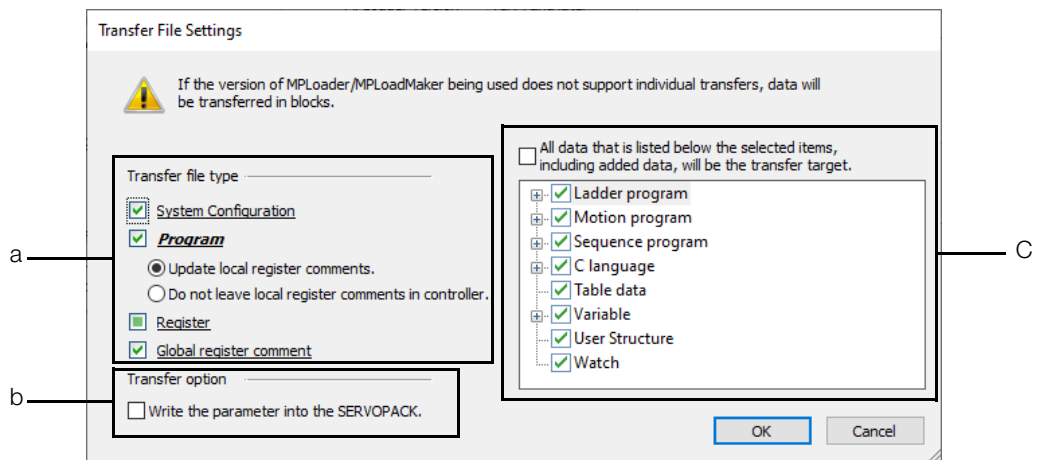 Transfer File Settings
If the version of MPLoader/MPLoadMaker being used does not support individual transfers, data will
be transferred in blocks.
a
Transfer file type
System Configuration
Program
Update local register comments.
Do not leave local register comments in controller.
Register
Global register comment
b
Transfer option
Write the parameter into the SERVOPACK.
All data that is listed below the selected items,
including added data, will be the transfer target.
Ladder program
Motion program
Sequence program
C language
Table data
Variable
User Structure
Watch
C
OK
Cancel